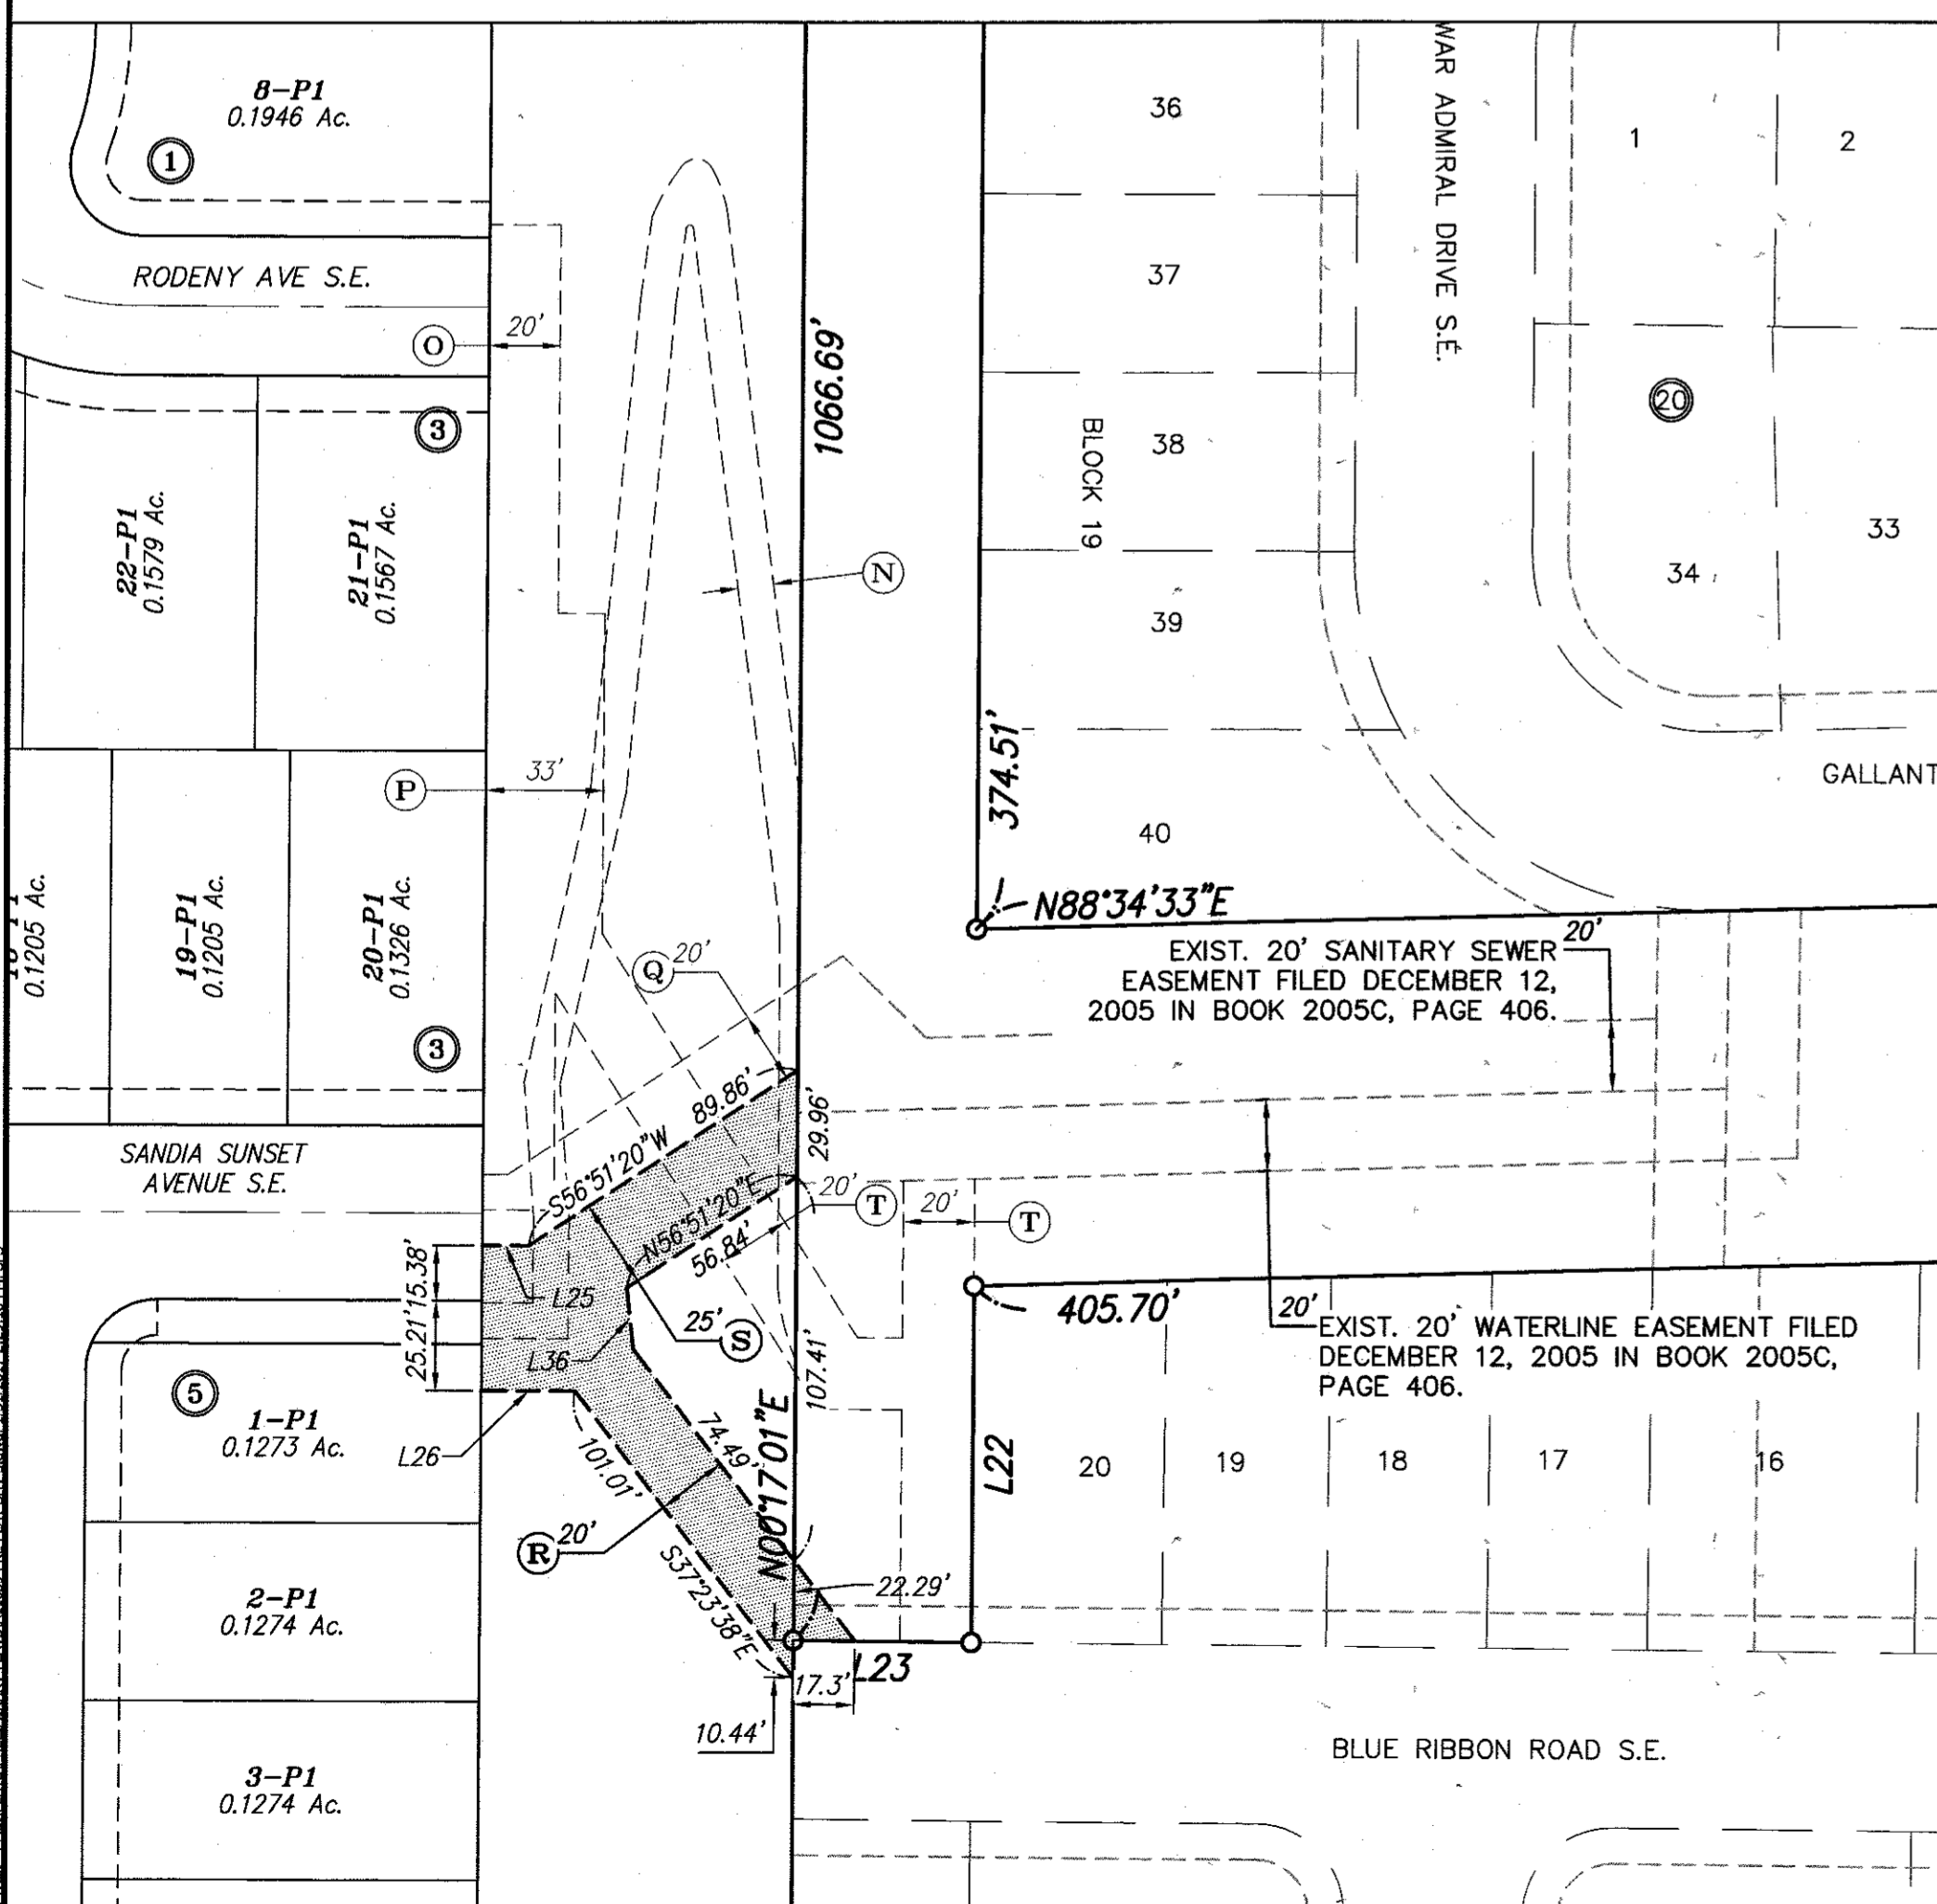 8-P1
0.1946 Ac.
1
RODENY AVE S.E.
O
20'
3
22-P1
0.1579 Ac.
21-P1
0.1567 Ac.
P
33'
0.1205 Ac.
19-P1
0.1205 Ac.
20-P1
0.1326 Ac.
3
SANDIA SUNSET
AVENUE S.E.
1066.69'
N
374.51'
36
37
38
39
40
BLOCK 19
WAR ADMIRAL DRIVE S.E.
1
2
20
33
34
GALLANT
N88°34'33"E
20'
EXIST. 20' SANITARY SEWER
EASEMENT FILED DECEMBER 12,
2005 IN BOOK 2005C, PAGE 406.
Q
20'
89.86'
S56°51'20"W
29.96'
N56°51'20"E
56.84'
20'
T
20'
T
15.38'
25.21'
L25
25'
S
L36
L26
405.70'
20'
EXIST. 20' WATERLINE EASEMENT FILED
DECEMBER 12, 2005 IN BOOK 2005C,
PAGE 406.
107.41'
N00°17'01"E
74.49'
101.01'
R
20'
S37°23'38"E
22.29'
L22
L23
17.3'
10.44'
5
1-P1
0.1273 Ac.
2-P1
0.1274 Ac.
3-P1
0.1274 Ac.
20
19
18
17
16
BLUE RIBBON ROAD S.E.